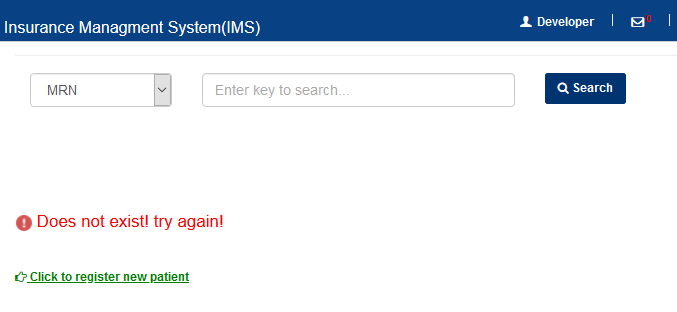 Insurance Managment System(IMS)
Developer
0
MRN
Enter key to search...
Search
Does not exist! try again!
Click to register new patient